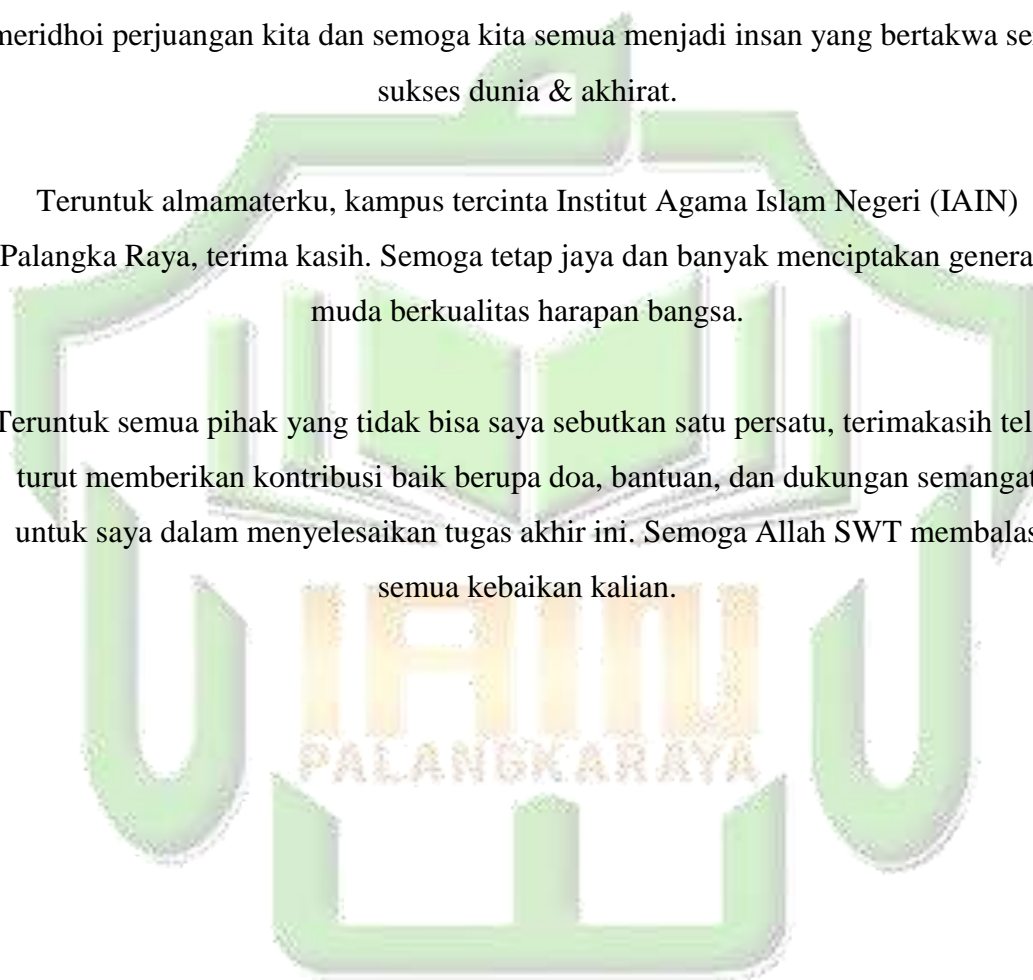 meridhoi perjuangan kita dan semoga kita semua menjadi insan yang bertakwa
sukses dunia & akhirat.
Teruntuk almamaterku, kampus tercinta Institut Agama Islam Negeri (IAIN)
Palangka Raya, terima kasih. Semoga tetap jaya dan banyak menciptakan
muda berkualitas harapan bangsa.
Teruntuk semua pihak yang tidak bisa saya sebutkan satu persatu, terimakasih
turut memberikan kontribusi baik berupa doa, bantuan, dan dukungan semangat
untuk saya dalam menyelesaikan tugas akhir ini. Semoga Allah SWT membalas
semua kebaikan kalian.
IAIN
PALANGKARAYA